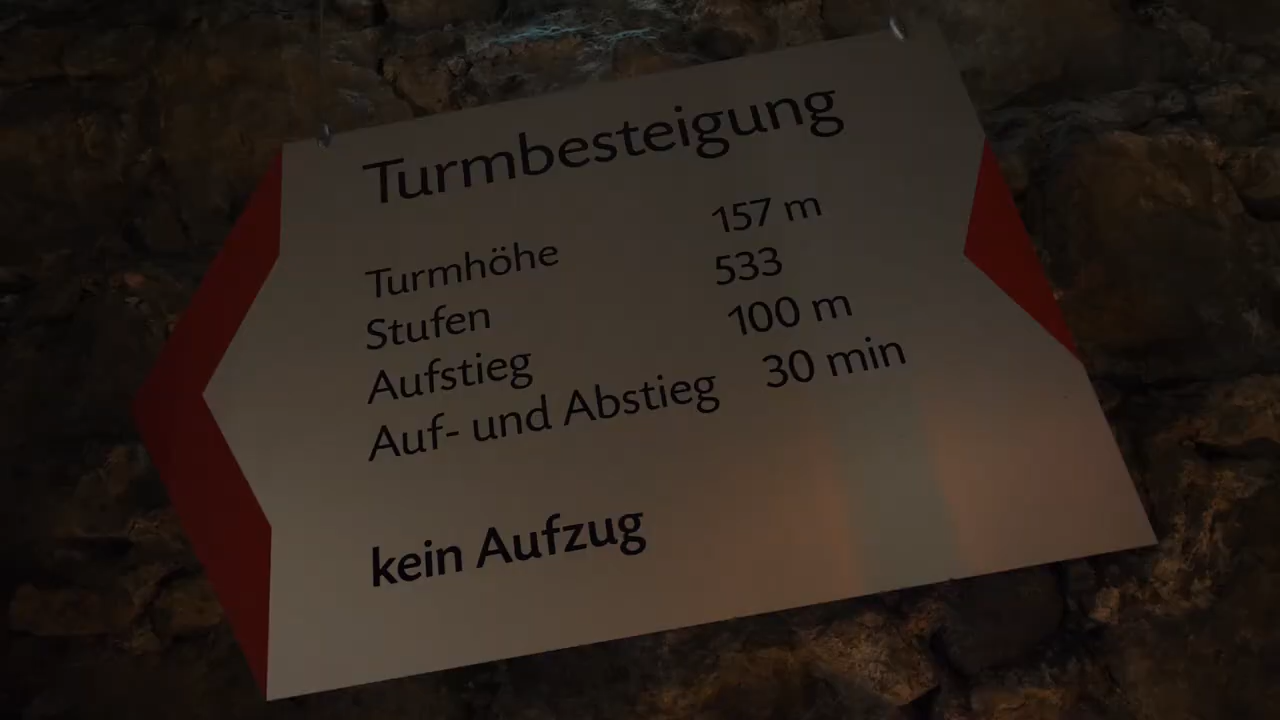 Turmbesteigung
Turmhöhe 157 m
Stufen 533
Aufstieg 100 m
Auf- und Abstieg 30 min
kein Aufzug